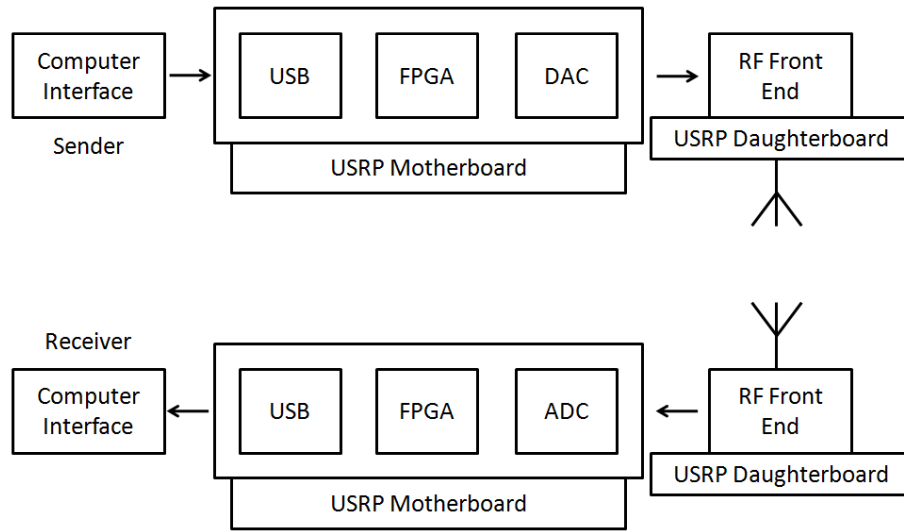 Computer
Interface
Sender
USB
FPGA
DAC
USRP Motherboard
RF Front
End
USRP Daughterboard
Receiver
Computer
Interface
USB
FPGA
ADC
USRP Motherboard
RF Front
End
USRP Daughterboard